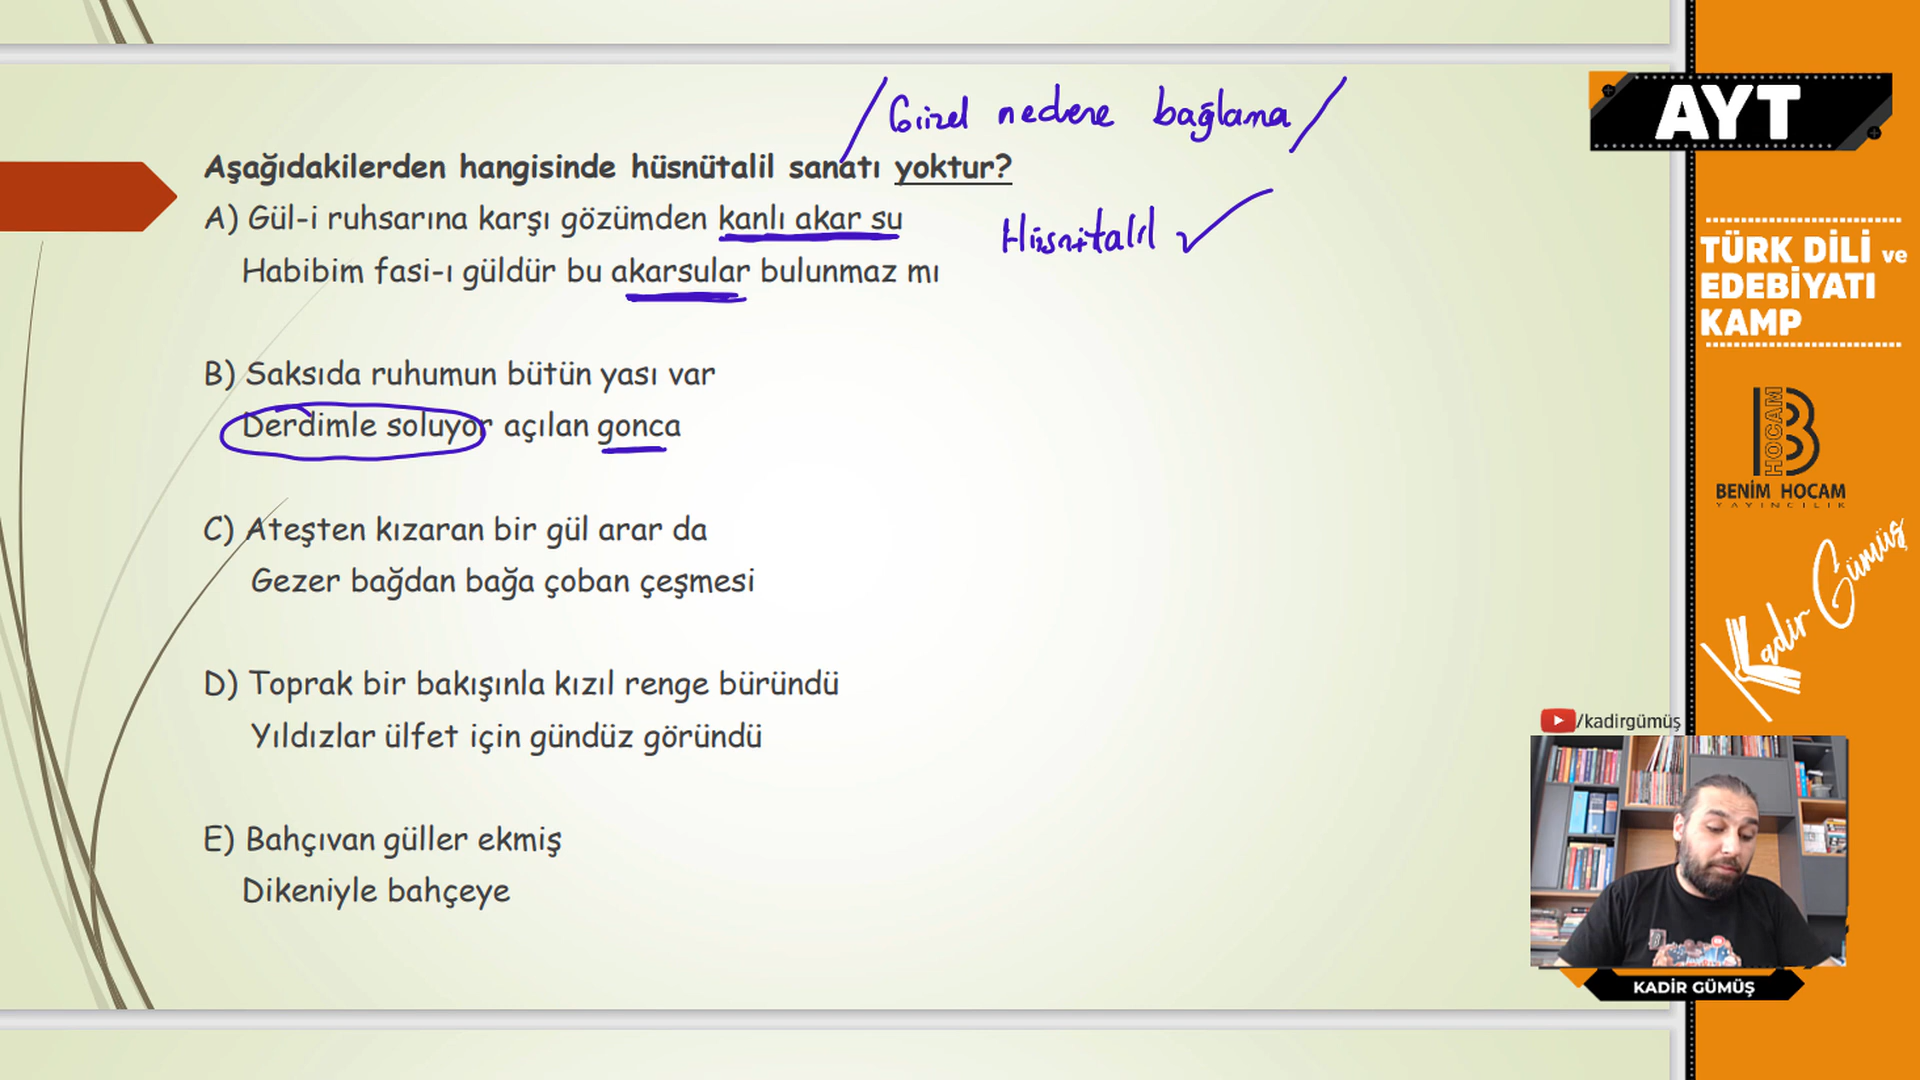 /Güzel nedene bağlama/
Aşağıdakilerden hangisinde hüsnütalil sanatı yoktur?
A) Gül-i ruhsarına karşı gözümden kanlı akar su
Hüsnütalil ✓
Habibim fasi-ı güldür bu akarsular bulunmaz mı
B) Saksıda ruhumun bütün yası var
Derdimle soluyor açılan gonca
C) Ateşten kızaran bir gül arar da
Gezer bağdan bağa çoban çeşmesi
D) Toprak bir bakışınla kızıl renge büründü
Yıldızlar ülfet için gündüz göründü
E) Bahçıvan güller ekmiş
Dikeniyle bahçeye
AYT
TÜRK DİLİ ve
EDEBİYATI
KAMP
HOCAM
BENİM HOCAM
YAYINCILIK
Kadir Gümüş
/kadirgümüş
KADİR GÜMÜŞ